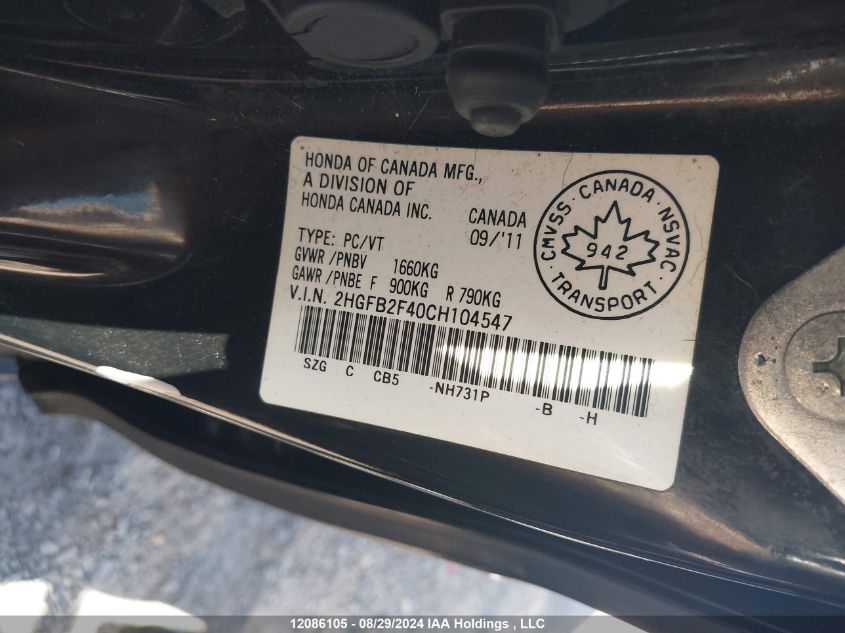 HONDA OF CANADA MFG.,
A DIVISION OF
HONDA CANADA INC.
CANADA
09/'11
TYPE: PC/VT
GVWR /PNBV 1660KG
GAWR /PNBE F 900KG R 790KG
V.I.N. 2HGFB2F40CH104547
SZG C CB5 -NH731P -B -H
CMVSS · CANADA · NSVAC
942
· TRANSPORT ·
12086105 - 08/29/2024 IAA Holdings , LLC